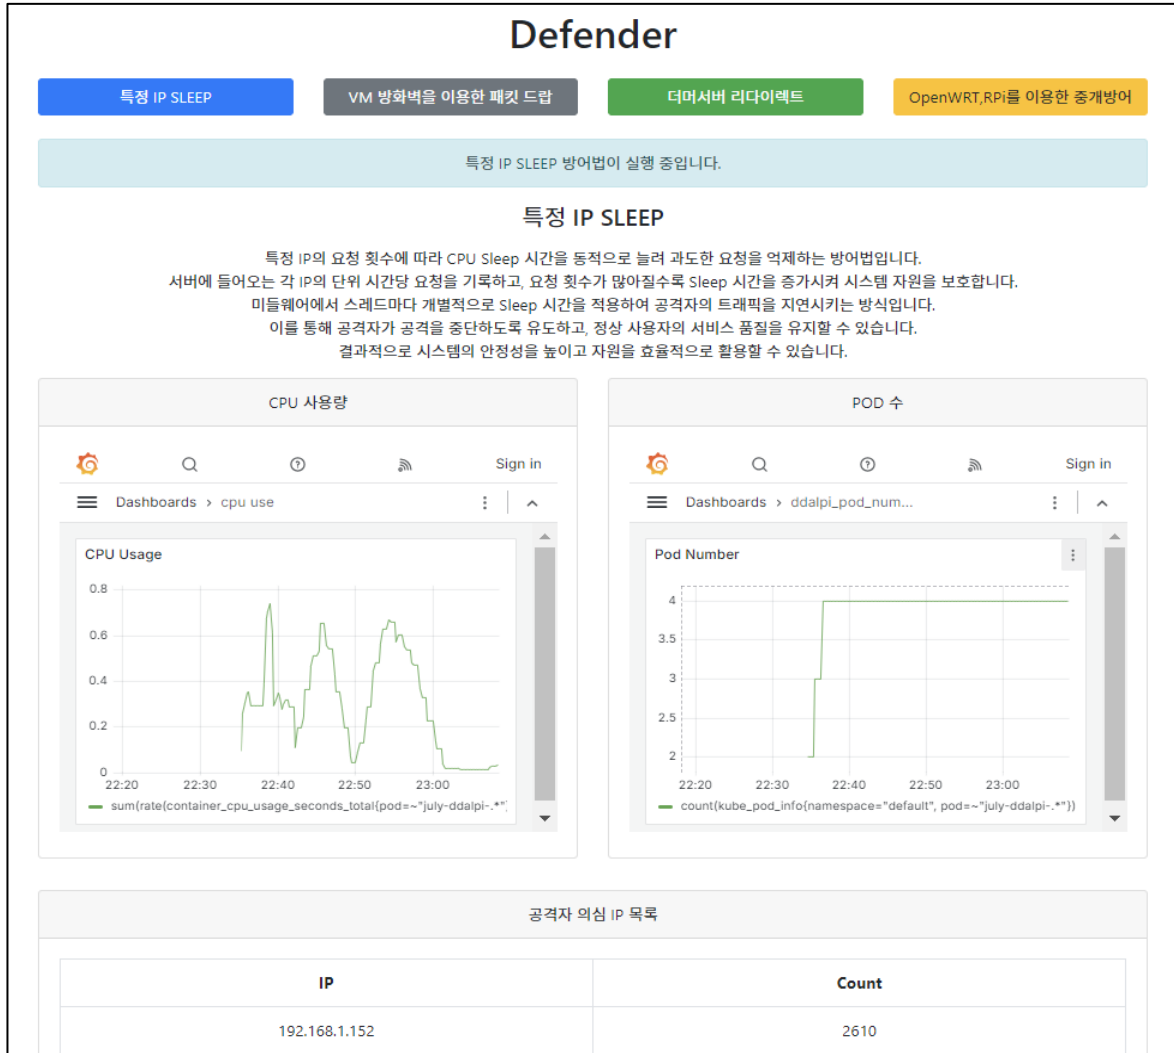 Defender
특정 IP SLEEP
VM 방화벽을 이용한 패킷 드랍
더머서버 리다이렉트
OpenWRT,RPi를 이용한 중개방어
특정 IP SLEEP 방어법이 실행 중입니다.
특정 IP SLEEP
특정 IP의 요청 횟수에 따라 CPU Sleep 시간을 동적으로 늘려 과도한 요청을 억제하는 방어법입니다.
서버에 들어오는 각 IP의 단위 시간당 요청을 기록하고, 요청 횟수가 많아질수록 Sleep 시간을 증가시켜 시스템 자원을 보호합니다.
미들웨어에서 스레드마다 개별적으로 Sleep 시간을 적용하여 공격자의 트래픽을 지연시키는 방식입니다.
이를 통해 공격자가 공격을 중단하도록 유도하고, 정상 사용자의 서비스 품질을 유지할 수 있습니다.
결과적으로 시스템의 안정성을 높이고 자원을 효율적으로 활용할 수 있습니다.
CPU 사용량
Sign in
Dashboards > cpu use
CPU Usage
0.8
0.6
0.4
0.2
0
22:20 22:30 22:40 22:50 23:00
sum(rate(container_cpu_usage_seconds_total{pod=~"july-ddalpi-.*"}
POD 수
Sign in
Dashboards > ddalpi_pod_num...
Pod Number
4
3.5
3
2.5
2
22:20 22:30 22:40 22:50 23:00
count(kube_pod_info{namespace="default", pod=~"july-ddalpi-.*"})
공격자 의심 IP 목록
IP Count
192.168.1.152 2610